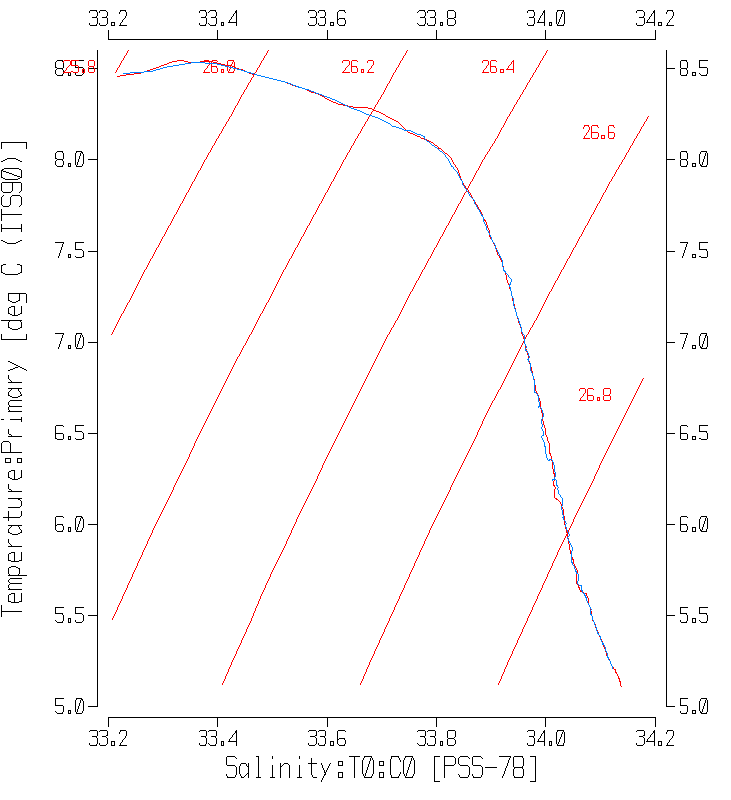 33.2 33.4 33.6 33.8 34.0 34.2
8.5 25.8 26.0 26.2 26.4 8.5
26.6
8.0 8.0
7.5 7.5
7.0 7.0
26.8
6.5 6.5
6.0 6.0
5.5 5.5
5.0 5.0
Temperature:Primary [deg C (ITS90)]
33.2 33.4 33.6 33.8 34.0 34.2
Salinity:T0:C0 [PSS-78]